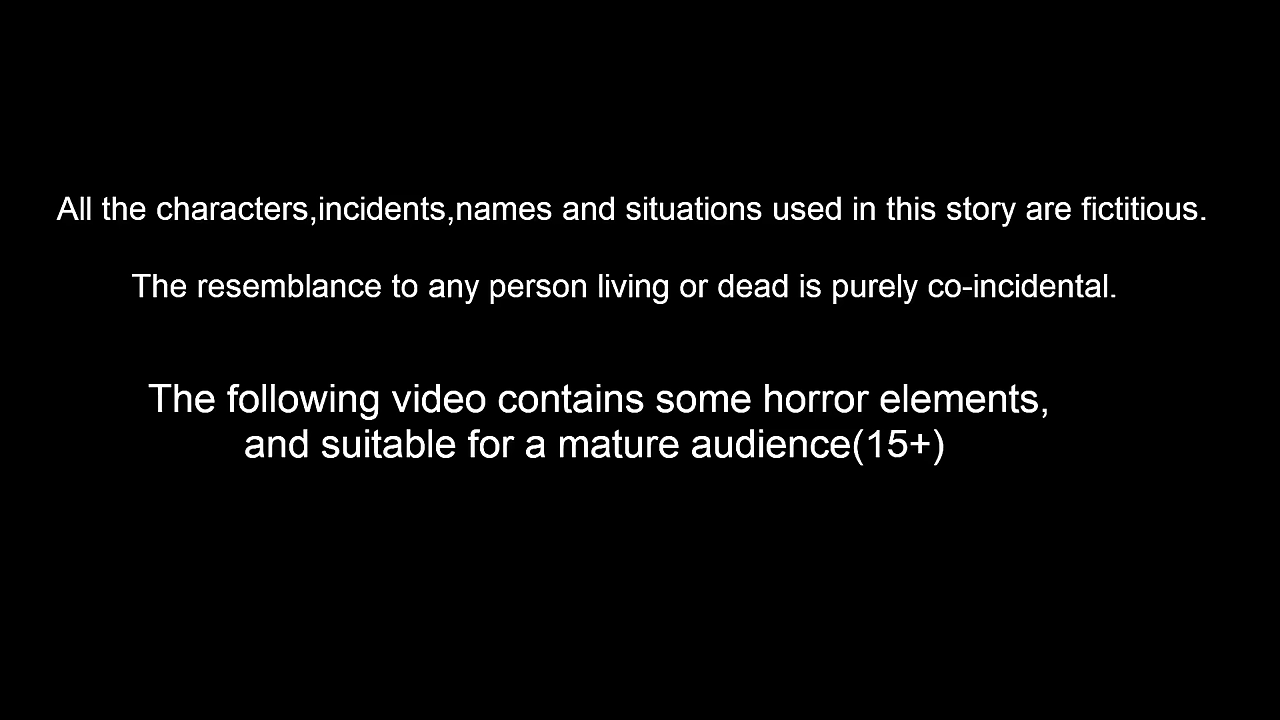 All the characters,incidents,names and situations used in this story are fictitious.
The resemblance to any person living or dead is purely co-incidental.
The following video contains some horror elements,
and suitable for a mature audience(15+)